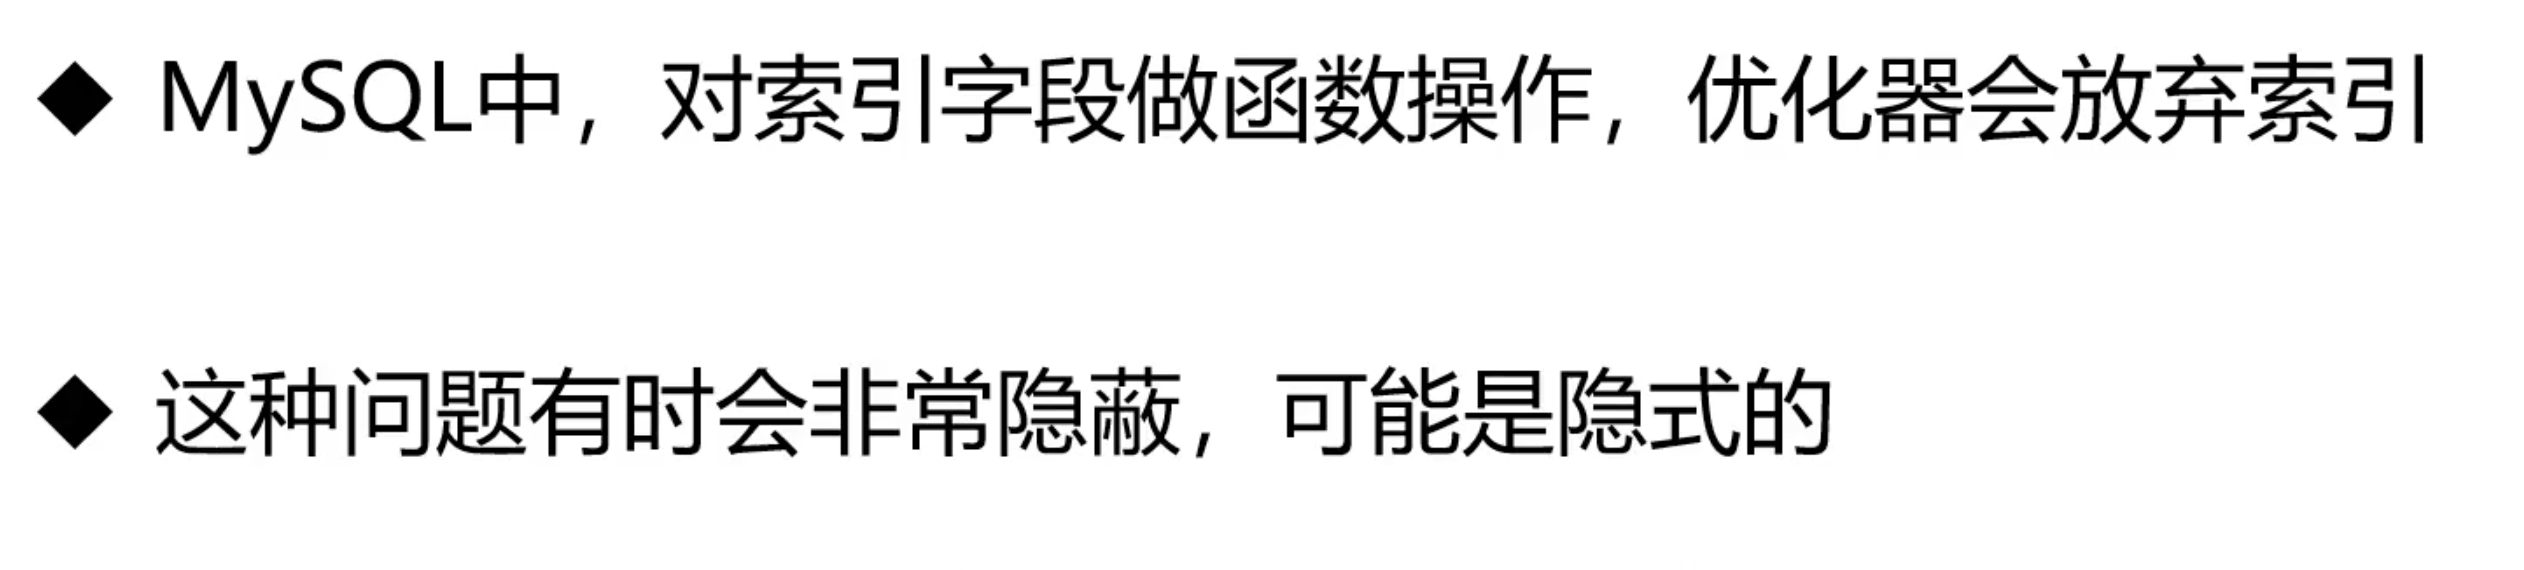 ◆ MySQL中，对索引字段做函数操作，优化器会放弃索引
◆ 这种问题有时会非常隐蔽，可能是隐式的